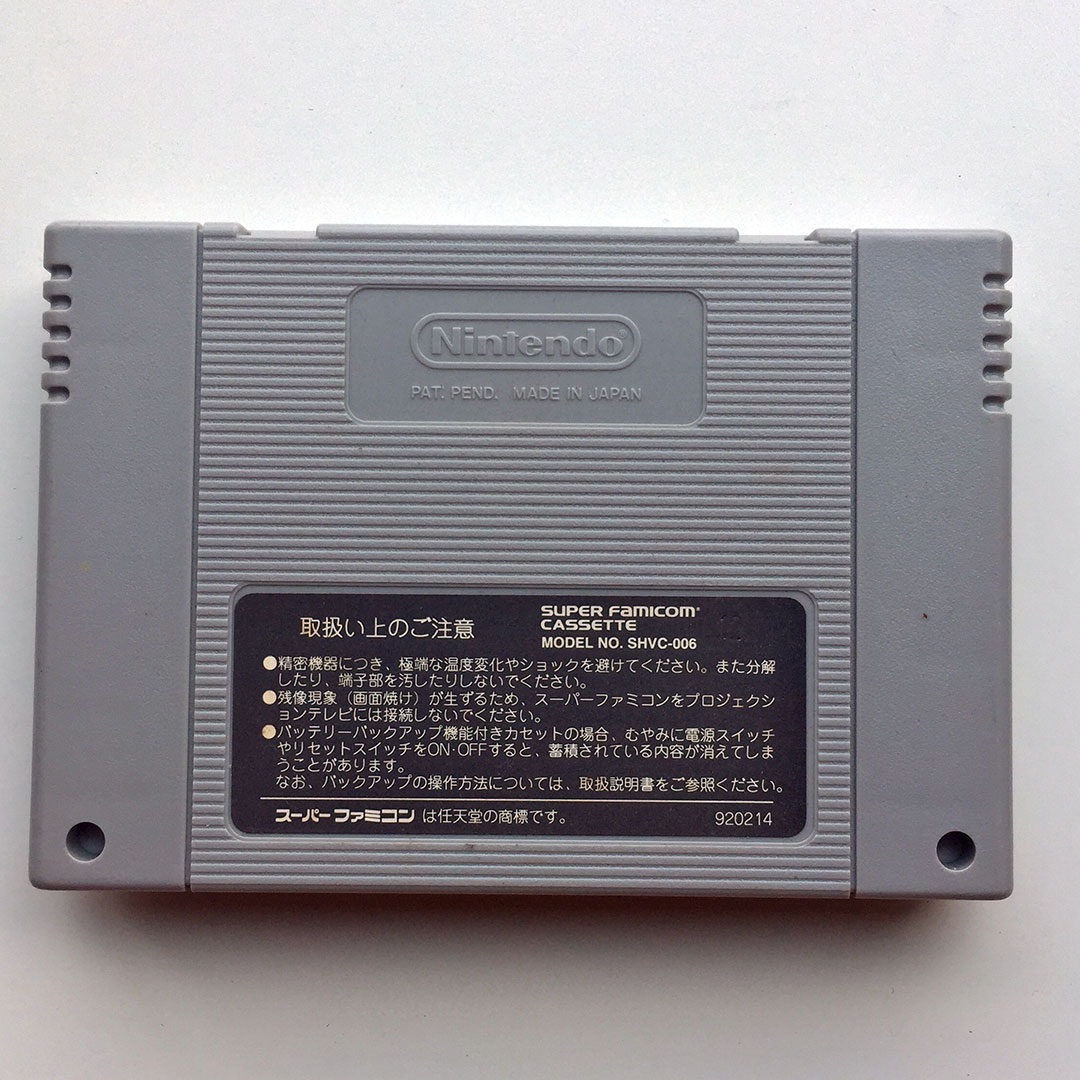 Nintendo
PAT. PEND. MADE IN JAPAN
取扱い上のご注意
SUPER FAMICOM
CASSETTE
MODEL NO. SHVC-006
●精密機器につき、極端な温度変化やショックを避けてください。また分解
したり、端子部を汚したりしないでください。
●残像現象（画面焼け）が生ずるため、スーパーファミコンをプロジェクシ
ョンテレビには接続しないでください。
●バッテリーバックアップ機能付きカセットの場合、むやみに電源スイッチ
やリセットスイッチをON·OFFすると、蓄積されている内容が消えてしま
うことがあります。
なお、バックアップの操作方法については、取扱説明書をご参照ください。
スーパーファミコン は任天堂の商標です。
920214